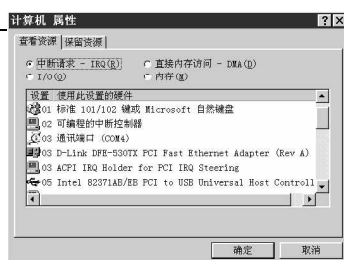 计算机 属性
查看资源 保留资源
中断请求 - IRQ(R) 直接内存访问 - DMA(D)
I/O(O) 内存(M)
设置 使用此设置的硬件
01 标准 101/102 键或 Microsoft 自然键盘
02 可编程的中断控制器
03 通讯端口 (COM4)
03 D-Link DFE-530TX PCI Fast Ethernet Adapter (Rev A)
03 ACPI IRQ Holder for PCI IRQ Steering
05 Intel 82371AB/EB PCI to USB Universal Host Controll
确定 取消